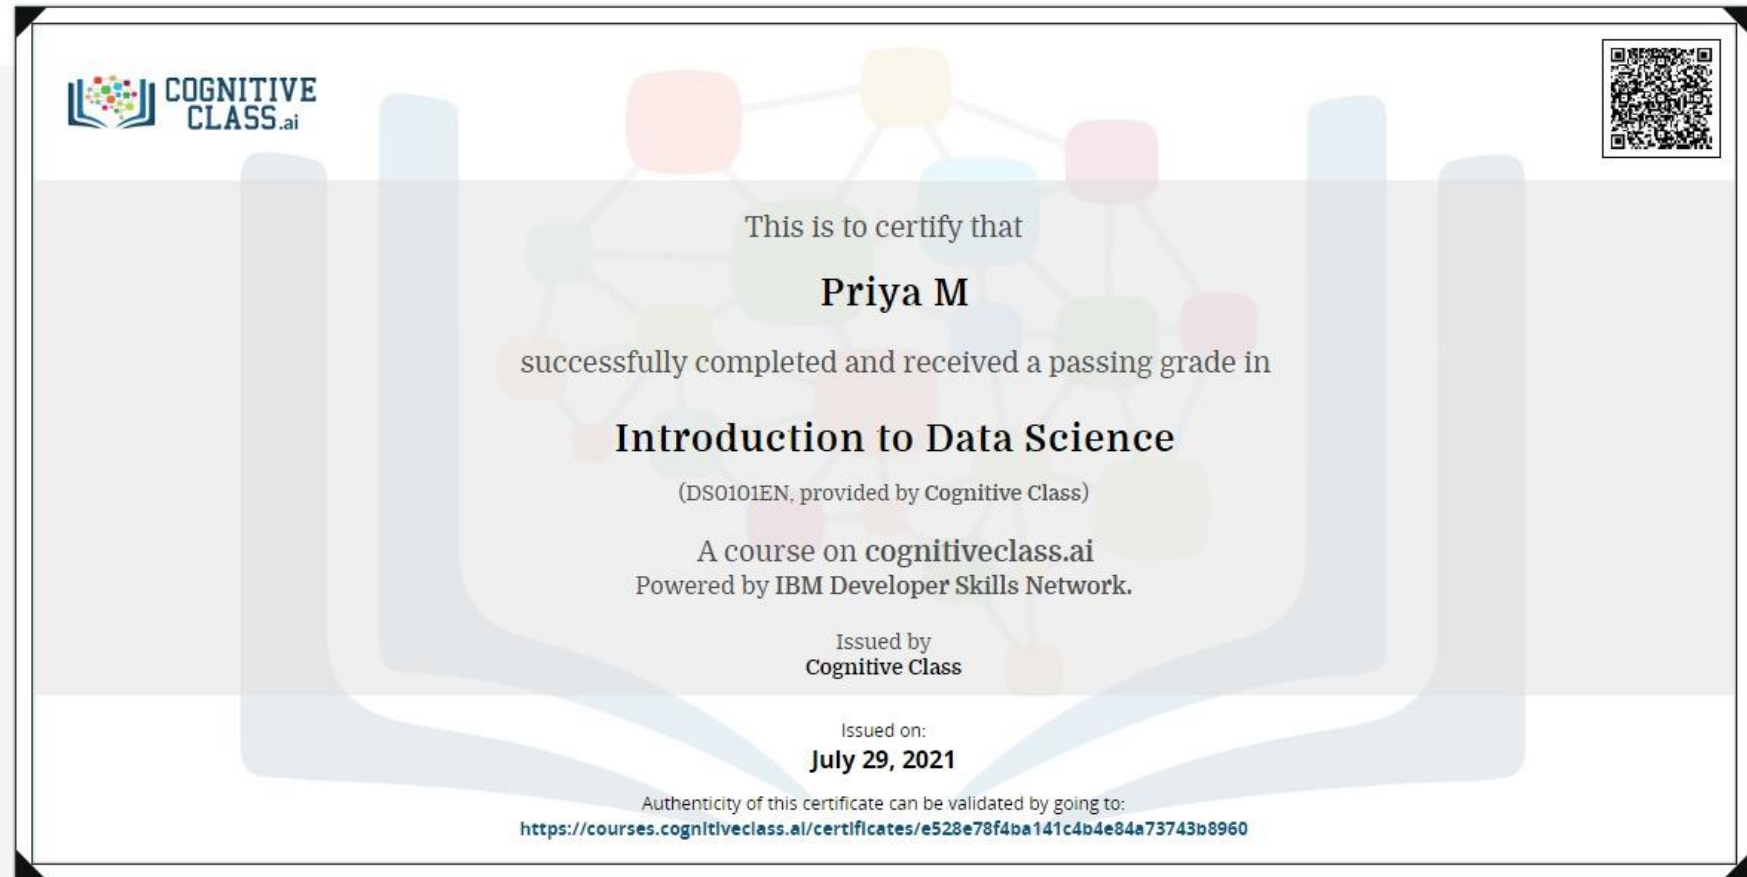 COGNITIVE
CLASS.ai
This is to certify that
Priya M
successfully completed and received a passing grade in
Introduction to Data Science
(DS0101EN, provided by Cognitive Class)
A course on cognitiveclass.ai
Powered by IBM Developer Skills Network.
Issued by
Cognitive Class
Issued on:
July 29, 2021
Authenticity of this certificate can be validated by going to:
https://courses.cognitiveclass.ai/certificates/e528e78f4ba141c4b4e84a73743b8960